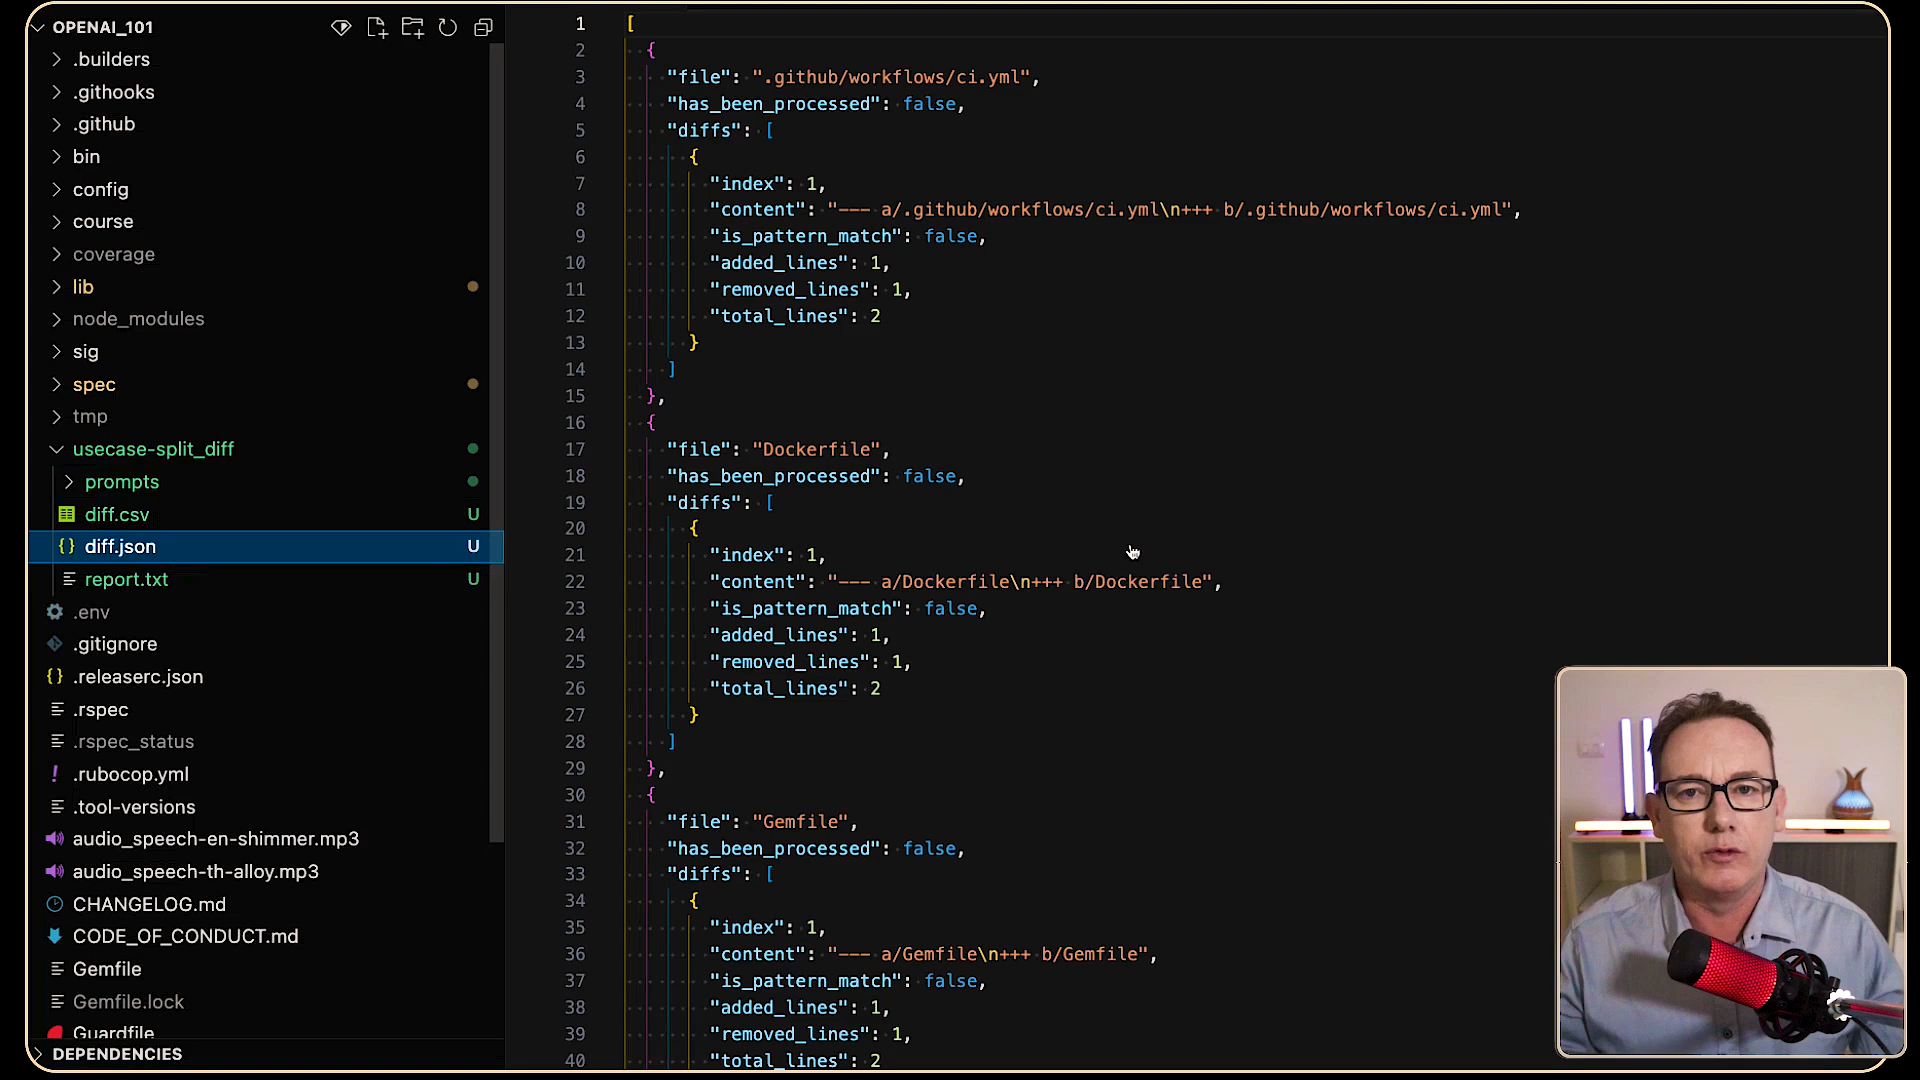 OPENAI_101
.builders
.githooks
.github
bin
config
course
coverage
lib
node_modules
sig
spec
tmp
usecase-split_diff
prompts
diff.csv U
diff.json U
report.txt U
.env
.gitignore
.releaserc.json
.rspec
.rspec_status
.rubocop.yml
.tool-versions
audio_speech-en-shimmer.mp3
audio_speech-th-alloy.mp3
CHANGELOG.md
CODE_OF_CONDUCT.md
Gemfile
Gemfile.lock
Guardfile
DEPENDENCIES
1 [
2 {
3 "file": ".github/workflows/ci.yml",
4 "has_been_processed": false,
5 "diffs": [
6 {
7 "index": 1,
8 "content": "--- a/.github/workflows/ci.yml\n+++ b/.github/workflows/ci.yml",
9 "is_pattern_match": false,
10 "added_lines": 1,
11 "removed_lines": 1,
12 "total_lines": 2
13 }
14 ]
15 },
16 {
17 "file": "Dockerfile",
18 "has_been_processed": false,
19 "diffs": [
20 {
21 "index": 1,
22 "content": "--- a/Dockerfile\n+++ b/Dockerfile",
23 "is_pattern_match": false,
24 "added_lines": 1,
25 "removed_lines": 1,
26 "total_lines": 2
27 }
28 ]
29 },
30 {
31 "file": "Gemfile",
32 "has_been_processed": false,
33 "diffs": [
34 {
35 "index": 1,
36 "content": "--- a/Gemfile\n+++ b/Gemfile",
37 "is_pattern_match": false,
38 "added_lines": 1,
39 "removed_lines": 1,
40 "total_lines": 2